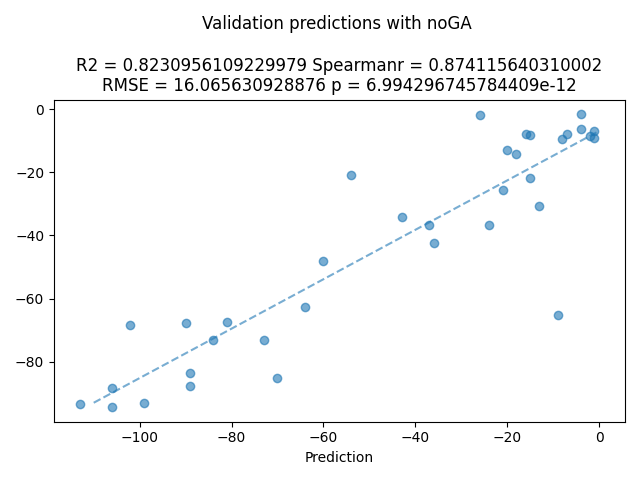 Validation predictions with noGA
R2 = 0.8230956109229979 Spearmanr = 0.874115640310002
RMSE = 16.065630928876 p = 6.994296745784409e-12
0
−20
−40
−60
−80
−100 −80 −60 −40 −20 0
Prediction